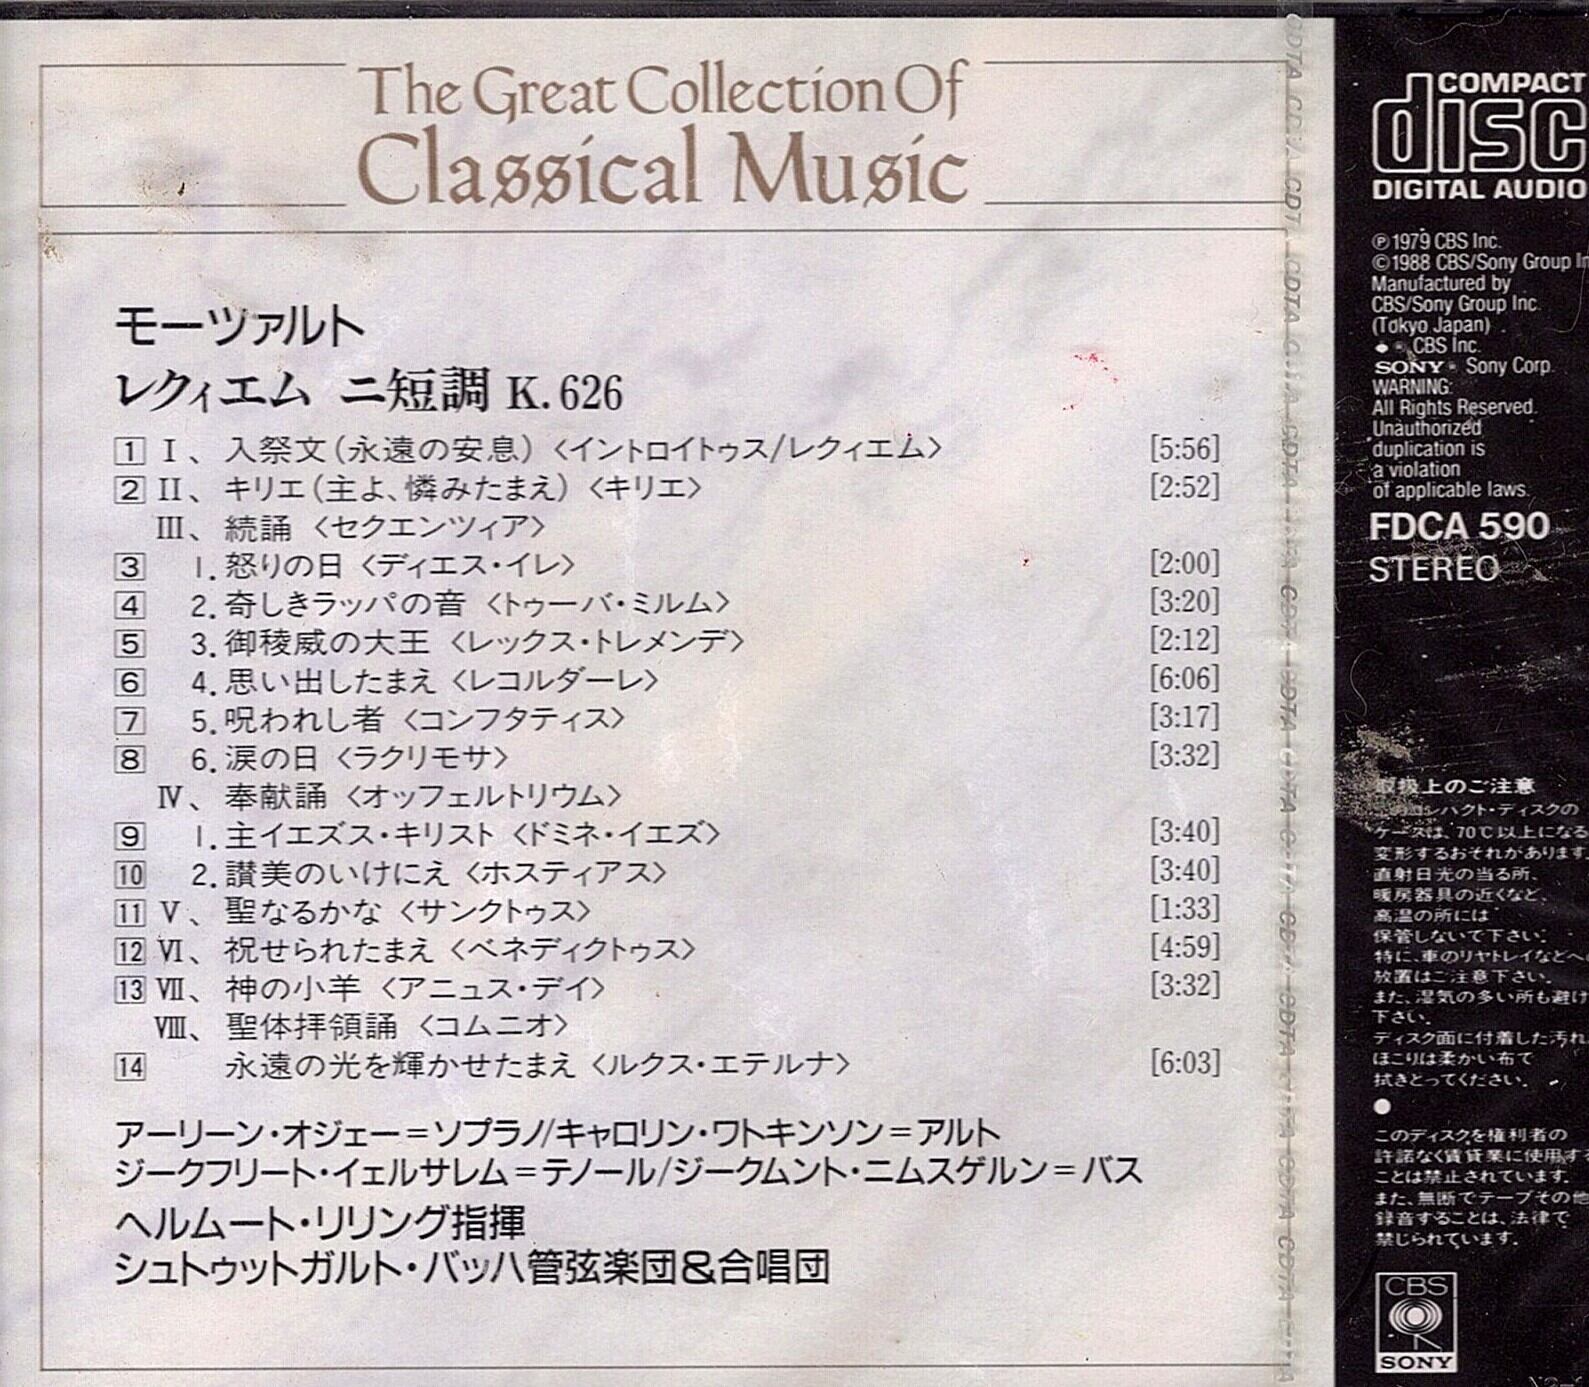 The Great Collection Of
Classical Music
モーツァルト
レクィエム ニ短調 K. 626
1 I、入祭文(永遠の安息)〈イントロイトゥス/レクィエム〉 [5:56]
2 II、キリエ(主よ、憐みたまえ)〈キリエ〉 [2:52]
III、続誦〈セクエンツィア〉
3 1. 怒りの日〈ディエス・イレ〉 [2:00]
4 2. 奇しきラッパの音〈トゥーバ・ミルム〉 [3:20]
5 3. 御稜威の大王〈レックス・トレメンデ〉 [2:12]
6 4. 思い出したまえ〈レコルダーレ〉 [6:06]
7 5. 呪われし者〈コンフタティス〉 [3:17]
8 6. 涙の日〈ラクリモサ〉 [3:32]
IV、奉献誦〈オッフェルトリウム〉
9 1. 主イエズス・キリスト〈ドミネ・イエズ〉 [3:40]
10 2. 讃美のいけにえ〈ホスティアス〉 [3:40]
11 V、聖なるかな〈サンクトゥス〉 [1:33]
12 VI、祝せられたまえ〈ベネディクトゥス〉 [4:59]
13 VII、神の小羊〈アニュス・デイ〉 [3:32]
VIII、聖体拝領誦〈コムニオ〉
14 永遠の光を輝かせたまえ〈ルクス・エテルナ〉 [6:03]
アーリーン・オジェー=ソプラノ/キャロリン・ワトキンソン=アルト
ジークフリート・イェルサレム=テノール/ジークムント・ニムスゲルン=バス
ヘルムート・リリング指揮
シュトゥットガルト・バッハ管弦楽団&合唱団
COMPACT
disc
DIGITAL AUDIO
℗1979 CBS Inc.
©1988 CBS/Sony Group
Manufactured by
CBS/Sony Group Inc.
(Tokyo Japan)
CBS Inc.
SONY Sony Corp.
WARNING:
All Rights Reserved.
Unauthorized
duplication is
a violation
of applicable laws.
FDCA 590
STEREO
取扱上のご注意
コンパクト・ディスクの
ケースは、70℃以上になる
変形するおそれがあります
直射日光の当る所、
暖房器具の近くなど、
高温の所には
保管しないで下さい。
特に、車のリヤトレイなどへ
放置はご注意下さい。
また、湿気の多い所も避け
下さい。
ディスク面に付着した汚れ
ほこりは柔かい布で
拭きとってください。
●
このディスクを権利者の
許諾なく賃貸業に使用する
ことは禁止されています。
また、無断でテープその他
録音することは、法律で
禁じられています。
CBS
SONY
CDTA CDTA CDTA CDTA CDTA